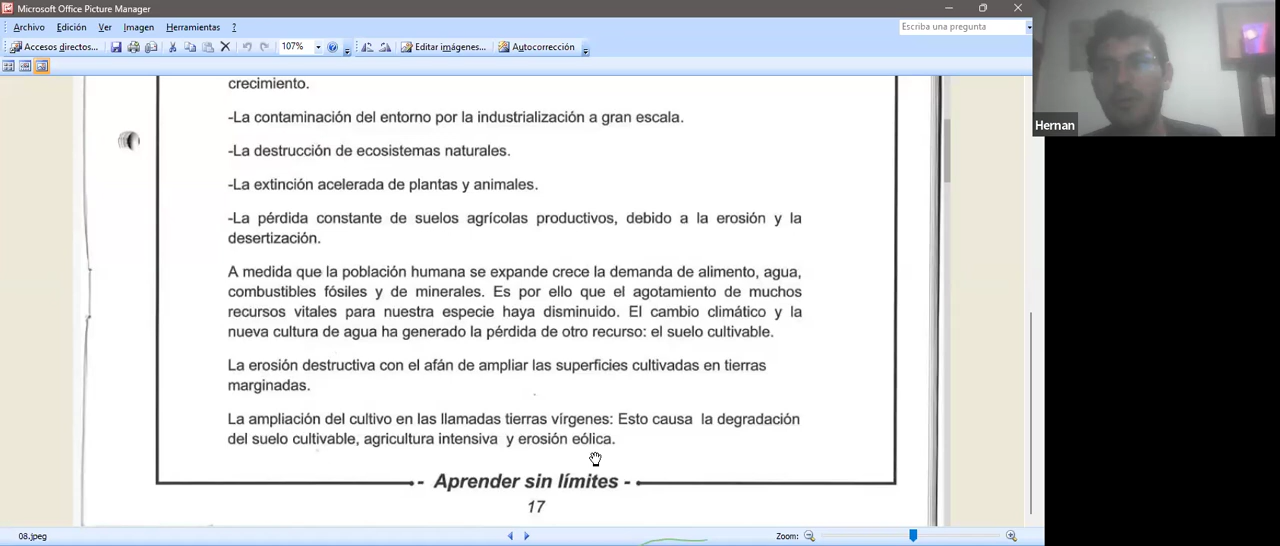 Microsoft Office Picture Manager
Archivo Edición Ver Imagen Herramientas ?
Escriba una pregunta
Accesos directos...
107%
Editar imágenes...
Autocorrección
Hernan
crecimiento.
-La contaminación del entorno por la industrialización a gran escala.
-La destrucción de ecosistemas naturales.
-La extinción acelerada de plantas y animales.
-La pérdida constante de suelos agrícolas productivos, debido a la erosión y la
desertización.
A medida que la población humana se expande crece la demanda de alimento, agua,
combustibles fósiles y de minerales. Es por ello que el agotamiento de muchos
recursos vitales para nuestra especie haya disminuido. El cambio climático y la
nueva cultura de agua ha generado la pérdida de otro recurso: el suelo cultivable.
La erosión destructiva con el afán de ampliar las superficies cultivadas en tierras
marginadas.
La ampliación del cultivo en las llamadas tierras vírgenes: Esto causa la degradación
del suelo cultivable, agricultura intensiva y erosión eólica.
- Aprender sin límites -
17
08.jpeg
Zoom: